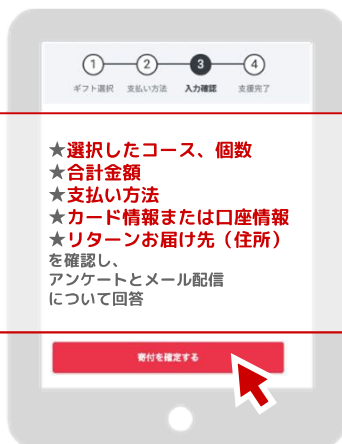 1 2 3 4
ギフト選択 支払い方法 入力確認 支援完了
★選択したコース、個数
★合計金額
★支払い方法
★カード情報または口座情報
★リターンお届け先（住所）
を確認し、
アンケートとメール配信
について回答
寄付を確定する